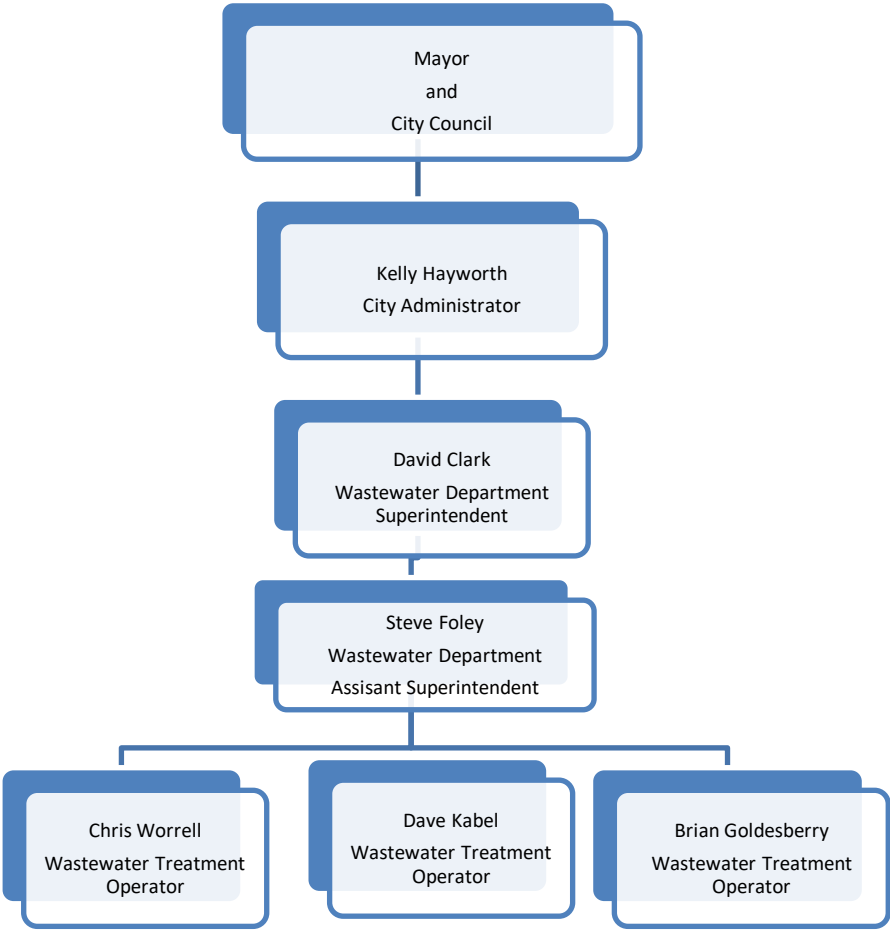 Mayor
and
City Council
Kelly Hayworth
City Administrator
David Clark
Wastewater Department
Superintendent
Steve Foley
Wastewater Department
Assisant Superintendent
Chris Worrell
Wastewater Treatment
Operator
Dave Kabel
Wastewater Treatment
Operator
Brian Goldesberry
Wastewater Treatment
Operator